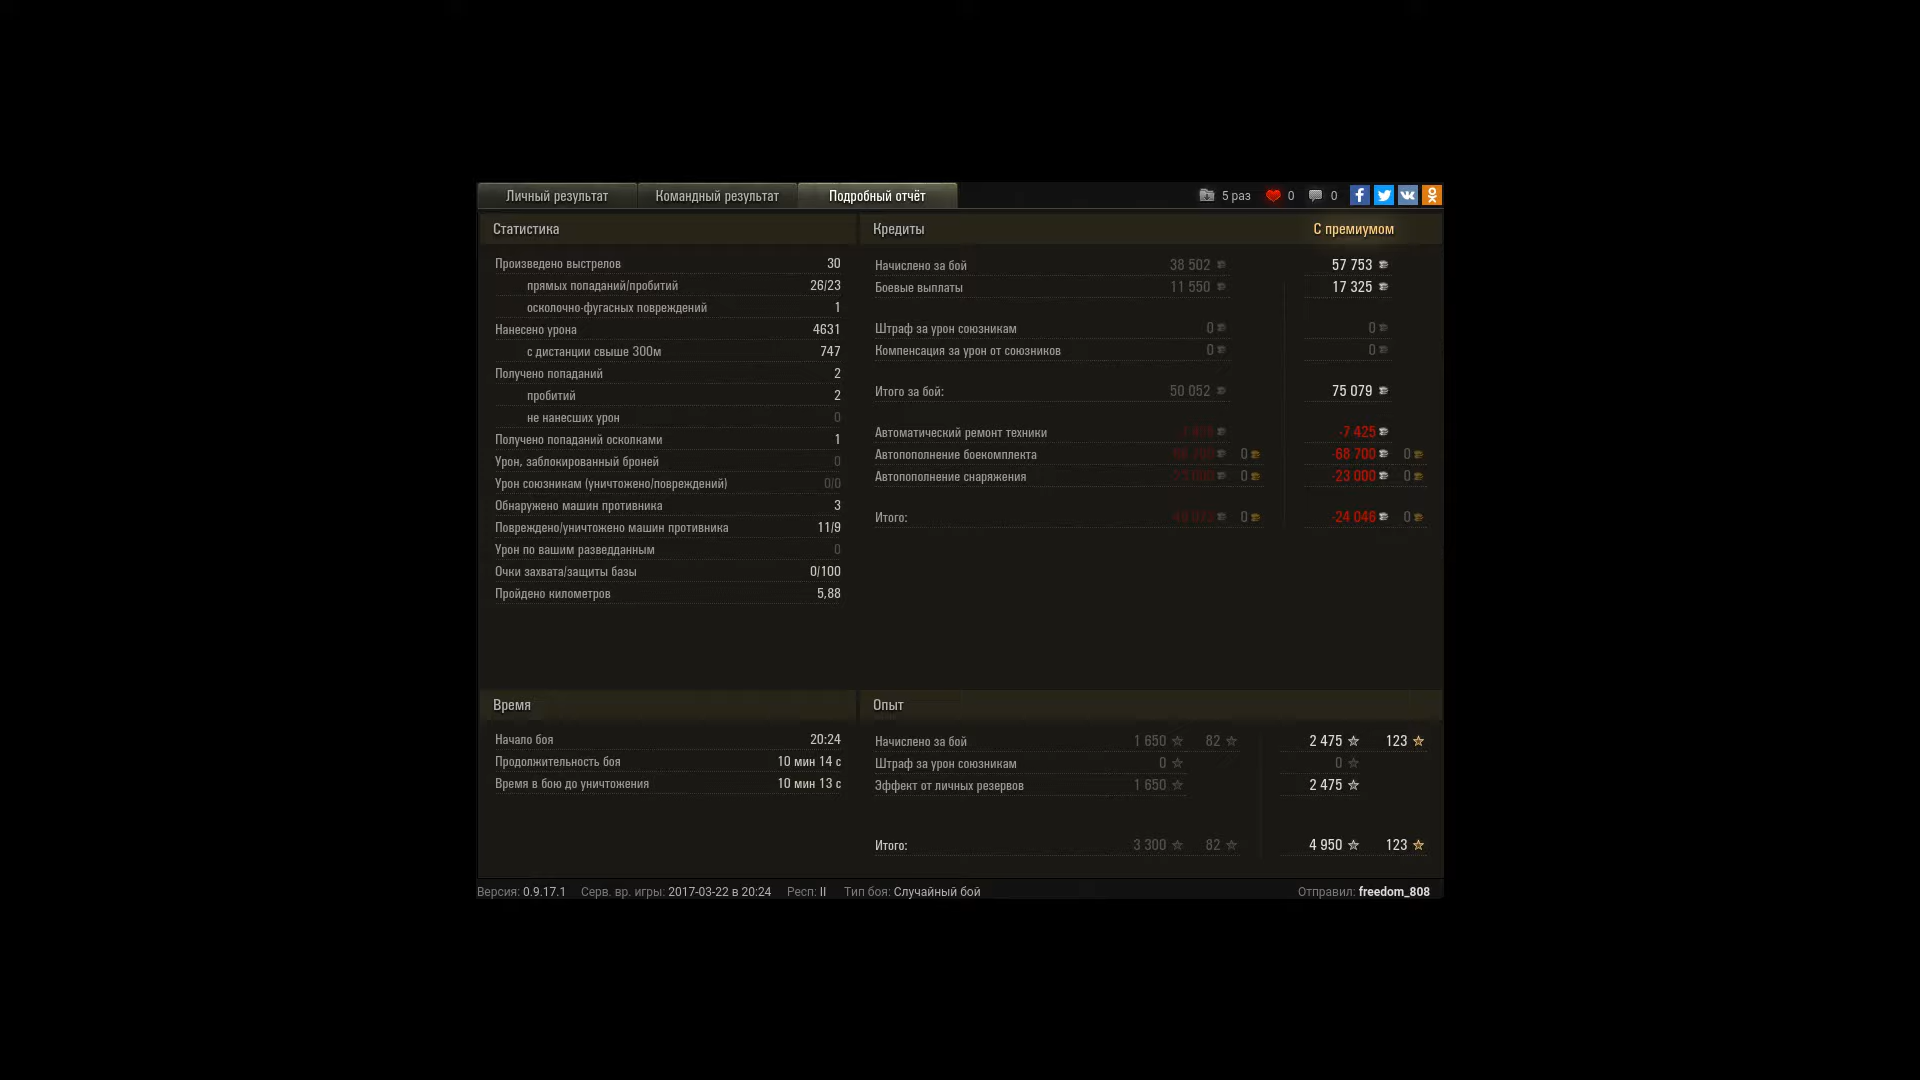 Личный результат Командный результат Подробный отчёт 5 раз 0 0
Статистика
Произведено выстрелов 30
прямых попаданий/пробитий 26/23
осколочно-фугасных повреждений 1
Нанесено урона 4631
с дистанции свыше 300м 747
Получено попаданий 2
пробитий 2
не нанесших урон 0
Получено попаданий осколками 1
Урон, заблокированный броней 0
Урон союзникам (уничтожено/повреждений) 0/0
Обнаружено машин противника 3
Повреждено/уничтожено машин противника 11/9
Урон по вашим разведданным 0
Очки захвата/защиты базы 0/100
Пройдено километров 5,88
Кредиты С премиумом
Начислено за бой 38 502 57 753
Боевые выплаты 11 550 17 325
Штраф за урон союзникам 0 0
Компенсация за урон от союзников 0 0
Итого за бой: 50 052 75 079
Автоматический ремонт техники -7 425
Автопополнение боекомплекта 0 -68 700 0
Автопополнение снаряжения 0 -23 000 0
Итого: 0 -24 046 0
Время
Начало боя 20:24
Продолжительность боя 10 мин 14 с
Время в бою до уничтожения 10 мин 13 с
Опыт
Начислено за бой 1 650 82 2 475 123
Штраф за урон союзникам 0 0
Эффект от личных резервов 1 650 2 475
Итого: 3 300 82 4 950 123
Версия: 0.9.17.1 Серв. вр. игры: 2017-03-22 в 20:24 Респ: II Тип боя: Случайный бой Отправил: freedom_808